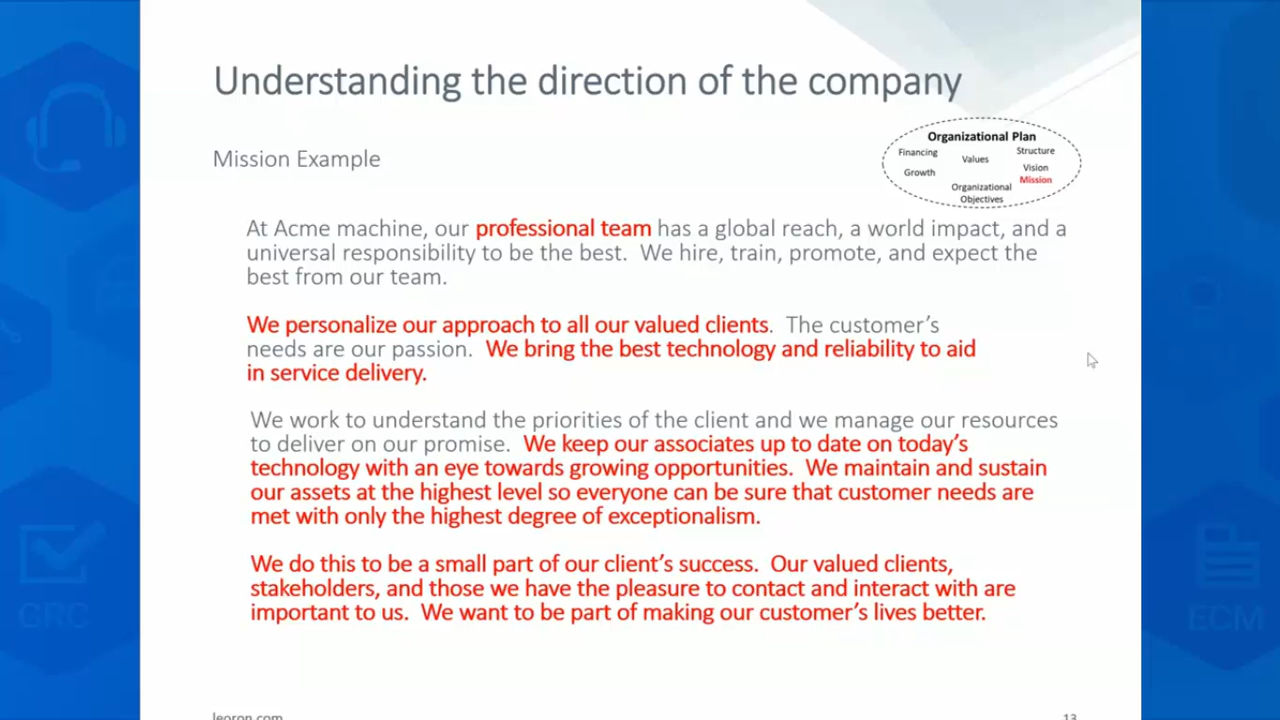 Understanding the direction of the company
Mission Example
Organizational Plan
Financing
Values
Structure
Growth
Vision
Mission
Organizational
Objectives
At Acme machine, our professional team has a global reach, a world impact, and a
universal responsibility to be the best.  We hire, train, promote, and expect the
best from our team.
We personalize our approach to all our valued clients.  The customer's
needs are our passion.  We bring the best technology and reliability to aid
in service delivery.
We work to understand the priorities of the client and we manage our resources
to deliver on our promise.  We keep our associates up to date on today's
technology with an eye towards growing opportunities.  We maintain and sustain
our assets at the highest level so everyone can be sure that customer needs are
met with only the highest degree of exceptionalism.
We do this to be a small part of our client's success.  Our valued clients,
stakeholders, and those we have the pleasure to contact and interact with are
important to us.  We want to be part of making our customer's lives better.
GRC
ECM
leoron.com
13